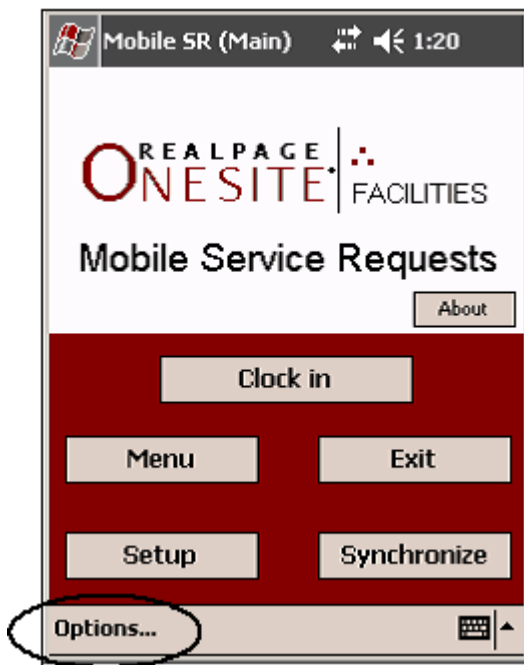 Mobile SR (Main) 1:20
REALPAGE
ONESITE
FACILITIES
Mobile Service Requests
About
Clock in
Menu Exit
Setup Synchronize
Options...